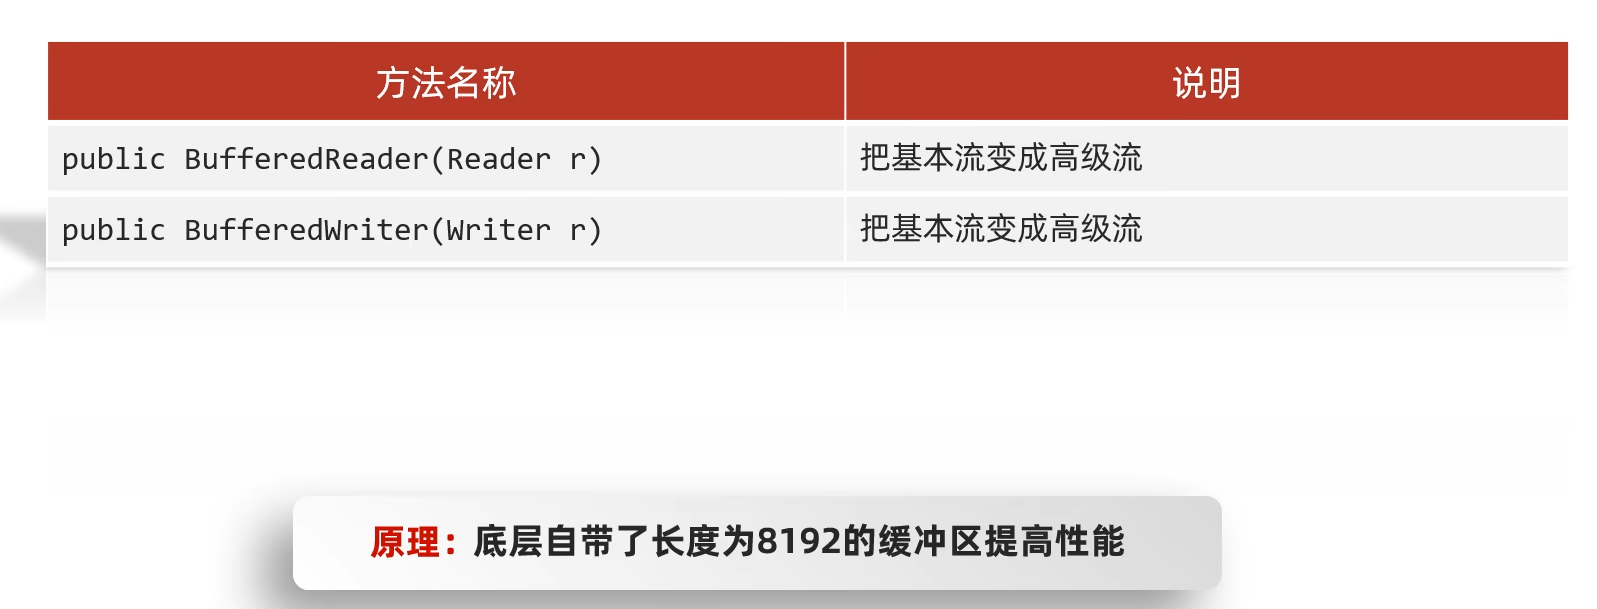 方法名称 说明
public BufferedReader(Reader r) 把基本流变成高级流
public BufferedWriter(Writer r) 把基本流变成高级流
原理：底层自带了长度为8192的缓冲区提高性能